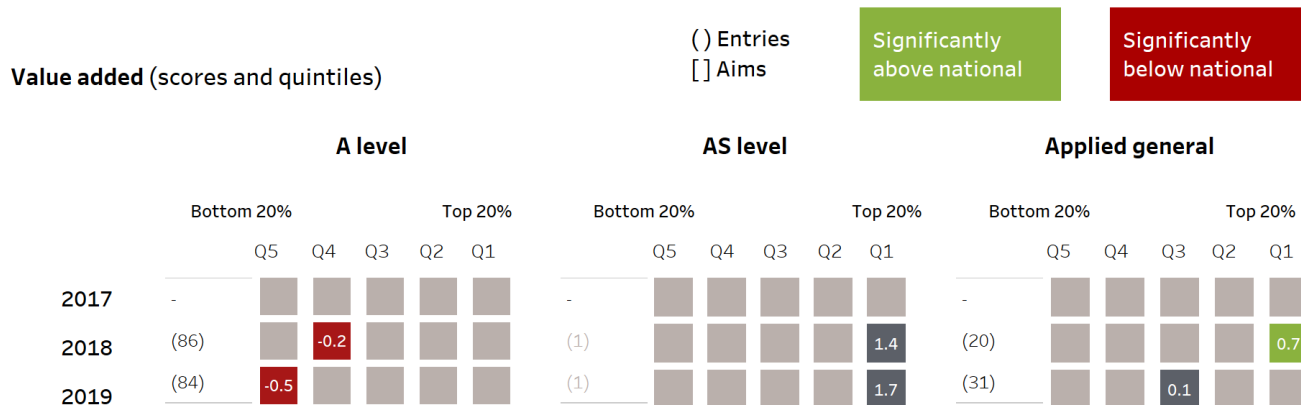 ( ) Entries
[ ] Aims
Significantly
above national
Significantly
below national
Value added (scores and quintiles)
A level
AS level
Applied general
Bottom 20% Top 20%
Bottom 20% Top 20%
Bottom 20% Top 20%
Q5 Q4 Q3 Q2 Q1
Q5 Q4 Q3 Q2 Q1
Q5 Q4 Q3 Q2 Q1
2017 - - -
2018 (86) -0.2 (1) 1.4 (20) 0.7
2019 (84) -0.5 (1) 1.7 (31) 0.1